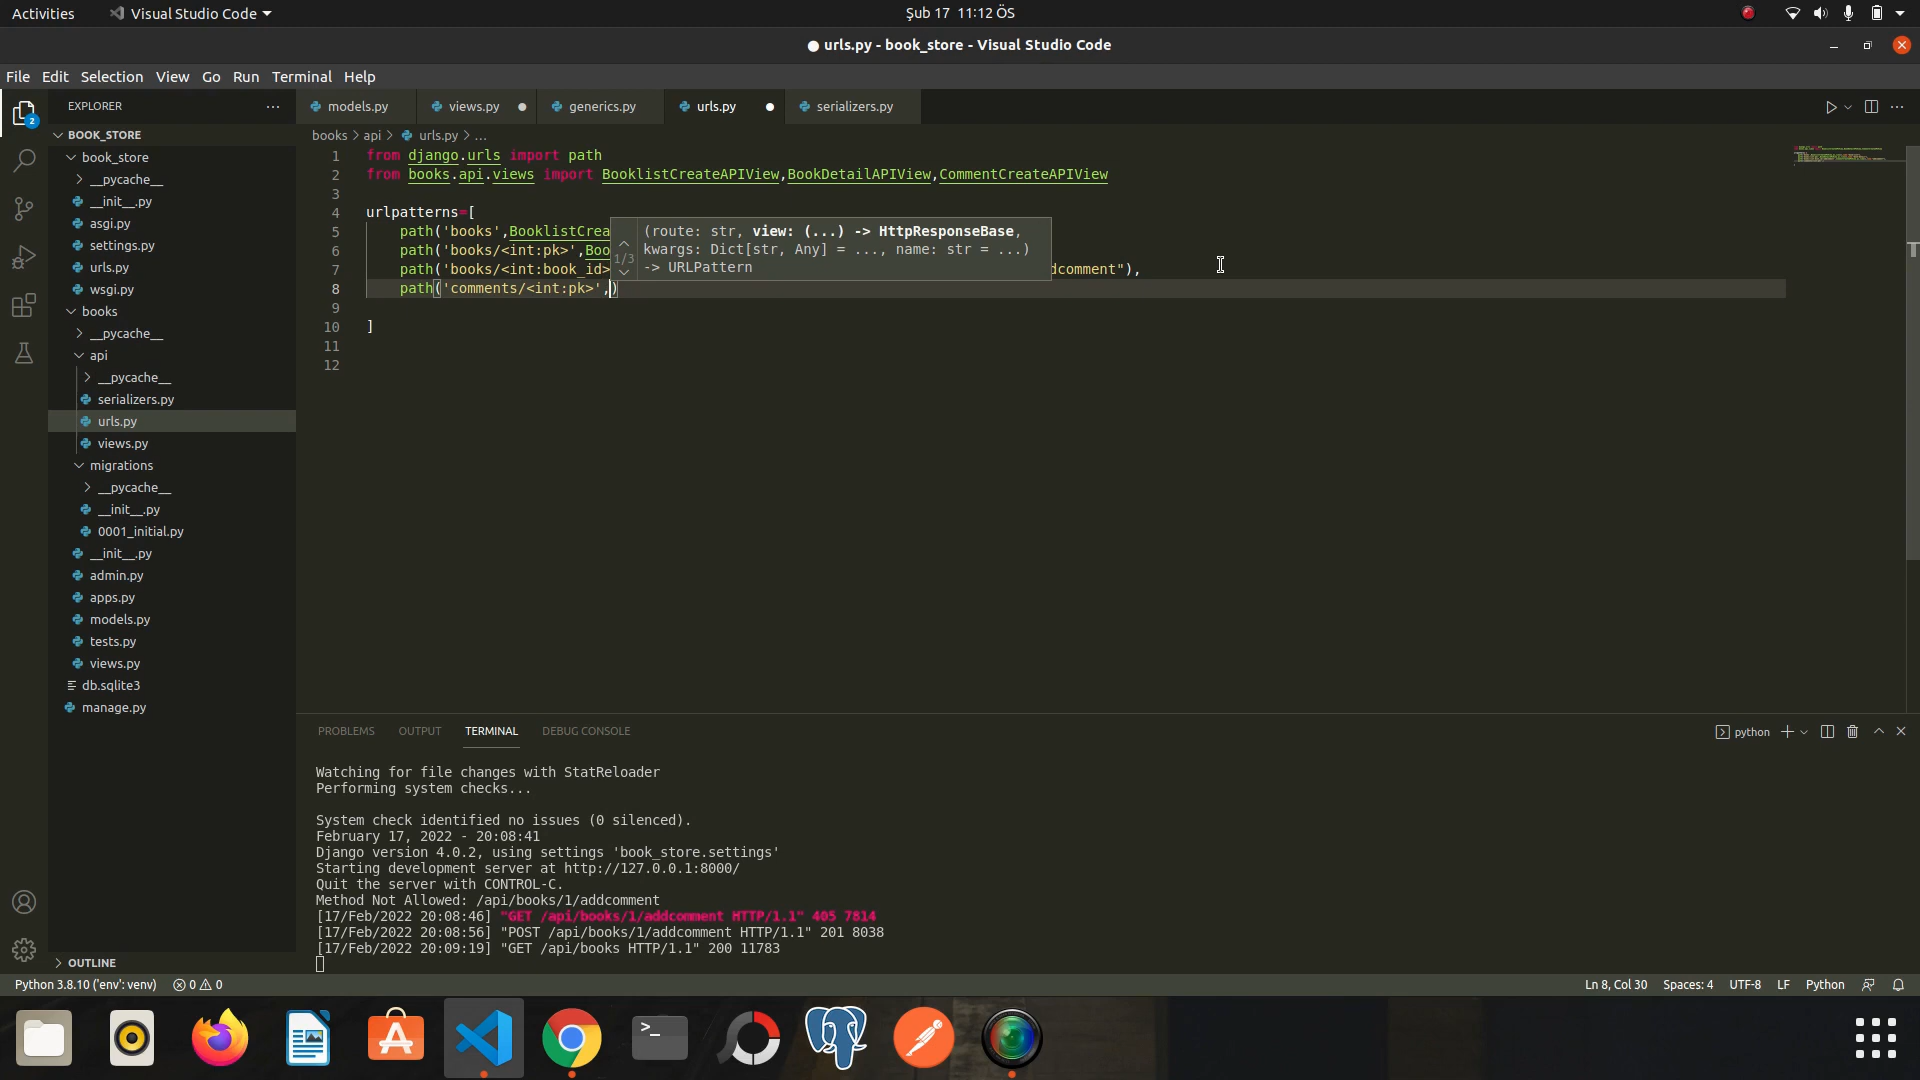 Activities Visual Studio Code Şub 17 11:12 ÖS
● urls.py - book_store - Visual Studio Code
File Edit Selection View Go Run Terminal Help
EXPLORER
BOOK_STORE
book_store
__pycache__
__init__.py
asgi.py
settings.py
urls.py
wsgi.py
books
__pycache__
api
__pycache__
serializers.py
urls.py
views.py
migrations
__pycache__
__init__.py
0001_initial.py
__init__.py
admin.py
apps.py
models.py
tests.py
views.py
db.sqlite3
manage.py
OUTLINE
2
models.py views.py generics.py urls.py serializers.py
books > api > urls.py > ...
1 from django.urls import path
2 from books.api.views import BooklistCreateAPIView,BookDetailAPIView,CommentCreateAPIView
3
4 urlpatterns=[
5 path('books',BooklistCrea
6 path('books/<int:pk>',Boo
7 path('books/<int:book_id> dcomment"),
8 path('comments/<int:pk>',)
9
10 ]
11
12
1/3
(route: str, view: (...) -> HttpResponseBase,
kwargs: Dict[str, Any] = ..., name: str = ...)
-> URLPattern
PROBLEMS OUTPUT TERMINAL DEBUG CONSOLE python
Watching for file changes with StatReloader
Performing system checks...
System check identified no issues (0 silenced).
February 17, 2022 - 20:08:41
Django version 4.0.2, using settings 'book_store.settings'
Starting development server at http://127.0.0.1:8000/
Quit the server with CONTROL-C.
Method Not Allowed: /api/books/1/addcomment
[17/Feb/2022 20:08:46] "GET /api/books/1/addcomment HTTP/1.1" 405 7814
[17/Feb/2022 20:08:56] "POST /api/books/1/addcomment HTTP/1.1" 201 8038
[17/Feb/2022 20:09:19] "GET /api/books HTTP/1.1" 200 11783
Python 3.8.10 ('env': venv) 0 0 Ln 8, Col 30 Spaces: 4 UTF-8 LF Python